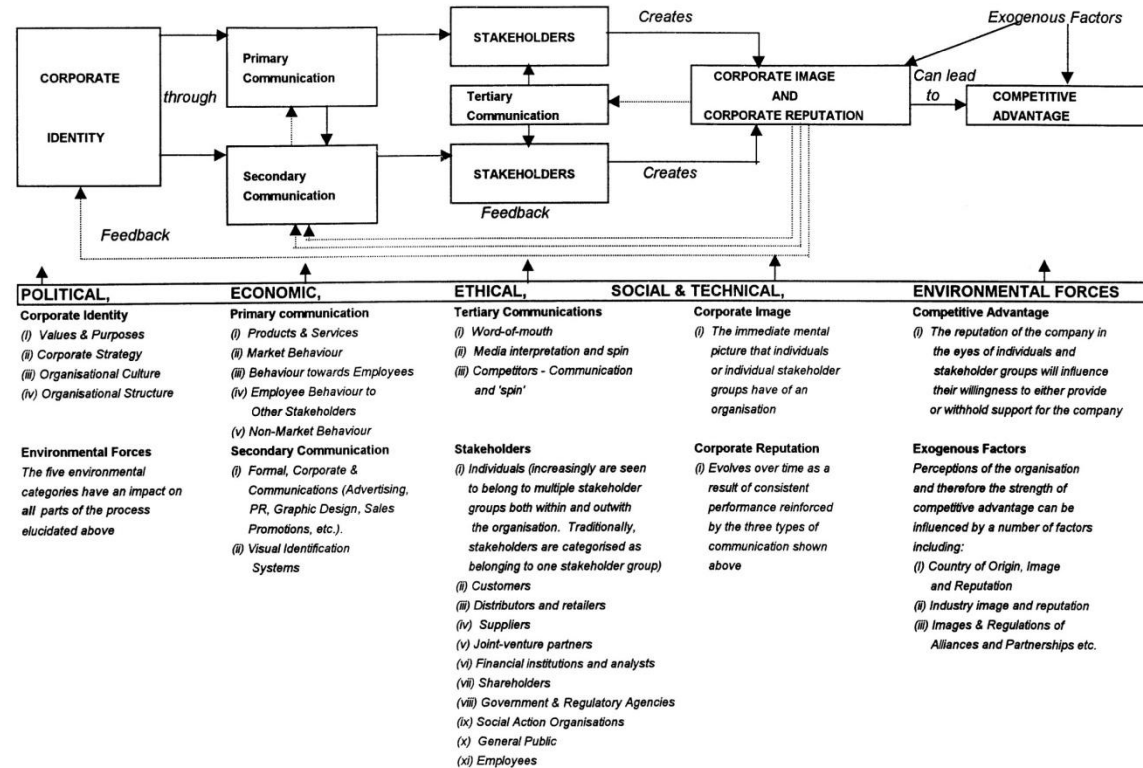 Creates
Exogenous Factors
STAKEHOLDERS
Primary
Communication
CORPORATE
IDENTITY
through
Tertiary
Communication
CORPORATE IMAGE
AND
CORPORATE REPUTATION
Can lead
to
COMPETITIVE
ADVANTAGE
Secondary
Communication
STAKEHOLDERS
Creates
Feedback
Feedback
POLITICAL, ECONOMIC, ETHICAL, SOCIAL & TECHNICAL, ENVIRONMENTAL FORCES
Corporate Identity
(i) Values & Purposes
(ii) Corporate Strategy
(iii) Organisational Culture
(iv) Organisational Structure
Environmental Forces
The five environmental
categories have an impact on
all parts of the process
elucidated above
Primary communication
(i) Products & Services
(ii) Market Behaviour
(iii) Behaviour towards Employees
(iv) Employee Behaviour to
Other Stakeholders
(v) Non-Market Behaviour
Secondary Communication
(i) Formal, Corporate &
Communications (Advertising,
PR, Graphic Design, Sales
Promotions, etc.).
(ii) Visual Identification
Systems
Tertiary Communications
(i) Word-of-mouth
(ii) Media interpretation and spin
(iii) Competitors - Communication
and 'spin'
Stakeholders
(i) Individuals (increasingly are seen
to belong to multiple stakeholder
groups both within and outwith
the organisation. Traditionally,
stakeholders are categorised as
belonging to one stakeholder group)
(ii) Customers
(iii) Distributors and retailers
(iv) Suppliers
(v) Joint-venture partners
(vi) Financial institutions and analysts
(vii) Shareholders
(viii) Government & Regulatory Agencies
(ix) Social Action Organisations
(x) General Public
(xi) Employees
Corporate Image
(i) The immediate mental
picture that individuals
or individual stakeholder
groups have of an
organisation
Corporate Reputation
(i) Evolves over time as a
result of consistent
performance reinforced
by the three types of
communication shown
above
Competitive Advantage
(i) The reputation of the company in
the eyes of individuals and
stakeholder groups will influence
their willingness to either provide
or withhold support for the company
Exogenous Factors
Perceptions of the organisation
and therefore the strength of
competitive advantage can be
influenced by a number of factors
including:
(i) Country of Origin, Image
and Reputation
(ii) Industry image and reputation
(iii) Images & Regulations of
Alliances and Partnerships etc.